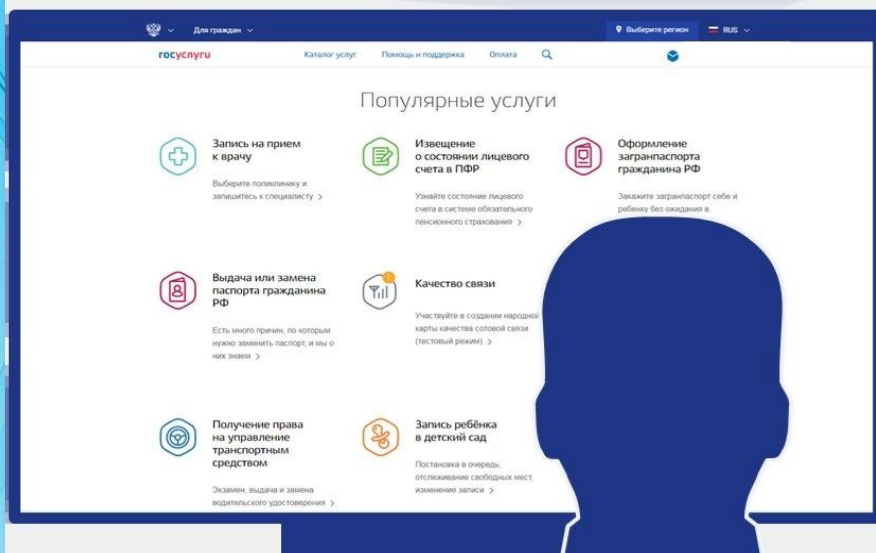 Для граждан
Выберите регион
RUS
госуслуги
Каталог услуг
Помощь и поддержка
Оплата
Популярные услуги
Запись на прием
к врачу
Выберите поликлинику и
запишитесь к специалисту >
Извещение
о состоянии лицевого
счета в ПФР
Узнайте состояние лицевого
счета в системе обязательного
пенсионного страхования >
Оформление
загранпаспорта
гражданина РФ
Закажите загранпаспорт себе и
ребенку без ожидания в
Выдача или замена
паспорта гражданина
РФ
Есть много причин, по которым
нужно заменить паспорт, и мы о
них знаем >
Качество связи
Участвуйте в создании народной
карты качества сотовой связи
(тестовый режим) >
Получение права
на управление
транспортным
средством
Экзамен, выдача и замена
водительского удостоверения >
Запись ребёнка
в детский сад
Постановка в очередь,
отслеживание свободных мест,
изменение записи >